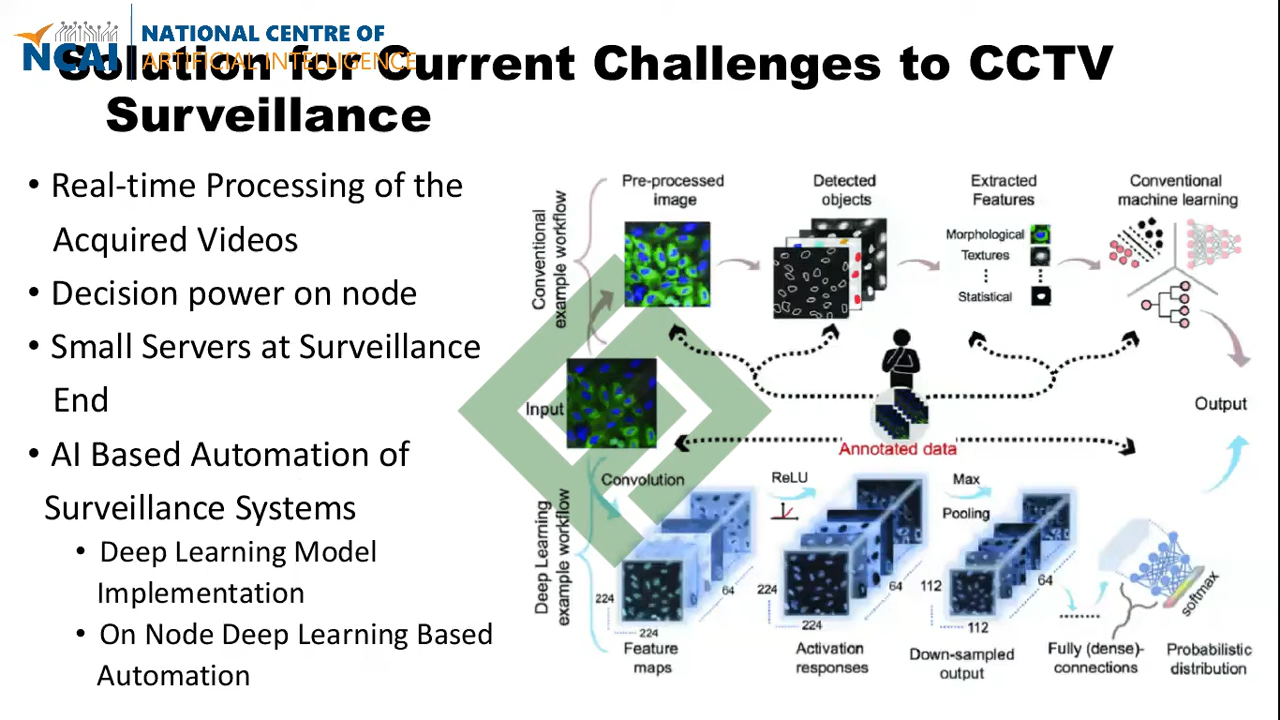 NCAI
NATIONAL CENTRE OF
ARTIFICIAL INTELLIGENCE
Solution for Current Challenges to CCTV
Surveillance
• Real-time Processing of the
Acquired Videos
• Decision power on node
• Small Servers at Surveillance
End
• AI Based Automation of
Surveillance Systems
• Deep Learning Model
Implementation
• On Node Deep Learning Based
Automation
Conventional
example workflow
Pre-processed
image
Detected
objects
Extracted
Features
Morphological
Textures
Statistical
Conventional
machine learning
Input
Annotated data
Output
Deep Learning
example workflow
Convolution
ReLU
Max
Pooling
224
224
64
224
224
64
112
112
64
softmax
Feature
maps
Activation
responses
Down-sampled
output
Fully (dense)-
connections
Probabilistic
distribution